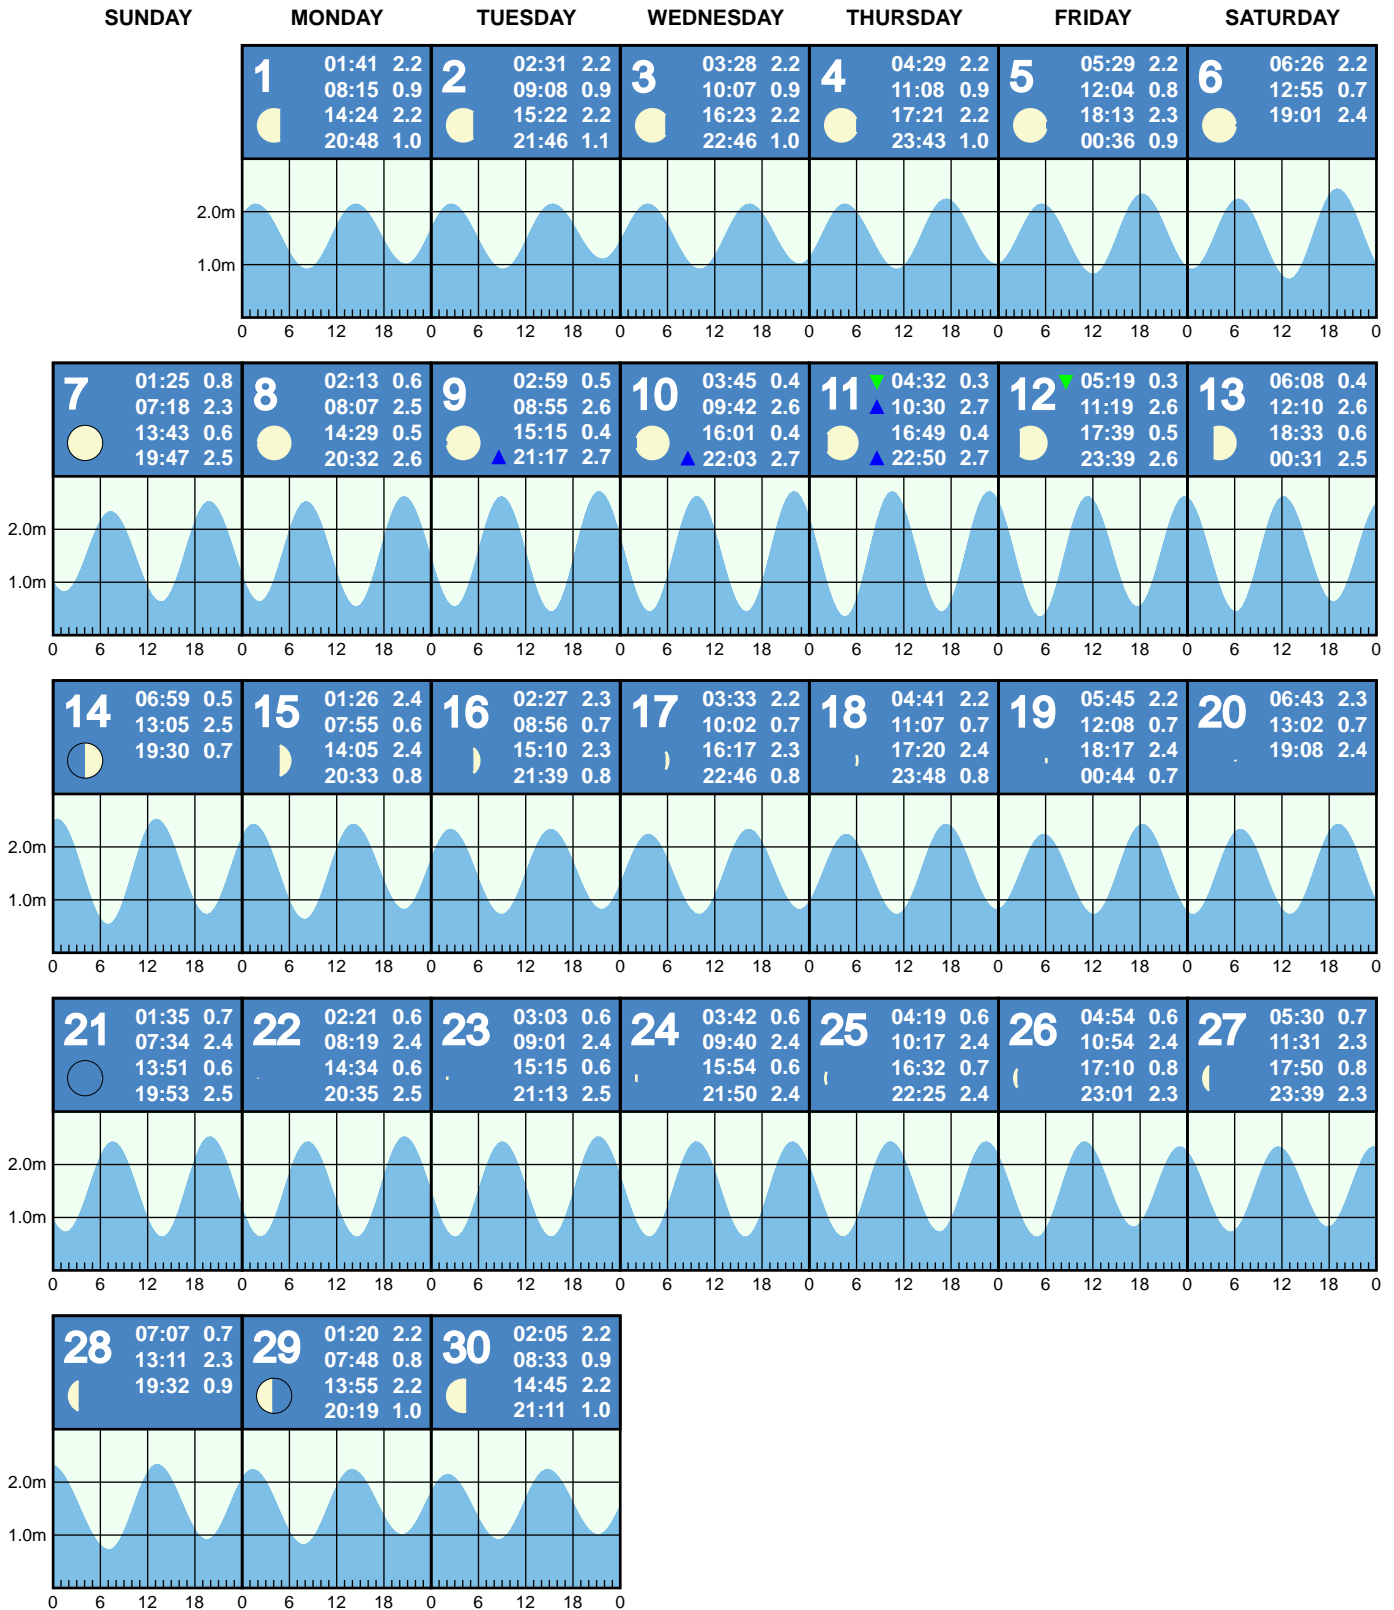 SUNDAY MONDAY TUESDAY WEDNESDAY THURSDAY FRIDAY SATURDAY
1 01:41 2.2
08:15 0.9
14:24 2.2
20:48 1.0
2 02:31 2.2
09:08 0.9
15:22 2.2
21:46 1.1
3 03:28 2.2
10:07 0.9
16:23 2.2
22:46 1.0
4 04:29 2.2
11:08 0.9
17:21 2.2
23:43 1.0
5 05:29 2.2
12:04 0.8
18:13 2.3
00:36 0.9
6 06:26 2.2
12:55 0.7
19:01 2.4
2.0m
1.0m
0 6 12 18 0 6 12 18 0 6 12 18 0 6 12 18 0 6 12 18 0 6 12 18 0
7 01:25 0.8
07:18 2.3
13:43 0.6
19:47 2.5
8 02:13 0.6
08:07 2.5
14:29 0.5
20:32 2.6
9 02:59 0.5
08:55 2.6
15:15 0.4
21:17 2.7
10 03:45 0.4
09:42 2.6
16:01 0.4
22:03 2.7
11 04:32 0.3
10:30 2.7
16:49 0.4
22:50 2.7
12 05:19 0.3
11:19 2.6
17:39 0.5
23:39 2.6
13 06:08 0.4
12:10 2.6
18:33 0.6
00:31 2.5
2.0m
1.0m
0 6 12 18 0 6 12 18 0 6 12 18 0 6 12 18 0 6 12 18 0 6 12 18 0 6 12 18 0
14 06:59 0.5
13:05 2.5
19:30 0.7
15 01:26 2.4
07:55 0.6
14:05 2.4
20:33 0.8
16 02:27 2.3
08:56 0.7
15:10 2.3
21:39 0.8
17 03:33 2.2
10:02 0.7
16:17 2.3
22:46 0.8
18 04:41 2.2
11:07 0.7
17:20 2.4
23:48 0.8
19 05:45 2.2
12:08 0.7
18:17 2.4
00:44 0.7
20 06:43 2.3
13:02 0.7
19:08 2.4
2.0m
1.0m
0 6 12 18 0 6 12 18 0 6 12 18 0 6 12 18 0 6 12 18 0 6 12 18 0 6 12 18 0
21 01:35 0.7
07:34 2.4
13:51 0.6
19:53 2.5
22 02:21 0.6
08:19 2.4
14:34 0.6
20:35 2.5
23 03:03 0.6
09:01 2.4
15:15 0.6
21:13 2.5
24 03:42 0.6
09:40 2.4
15:54 0.6
21:50 2.4
25 04:19 0.6
10:17 2.4
16:32 0.7
22:25 2.4
26 04:54 0.6
10:54 2.4
17:10 0.8
23:01 2.3
27 05:30 0.7
11:31 2.3
17:50 0.8
23:39 2.3
2.0m
1.0m
0 6 12 18 0 6 12 18 0 6 12 18 0 6 12 18 0 6 12 18 0 6 12 18 0 6 12 18 0
28 07:07 0.7
13:11 2.3
19:32 0.9
29 01:20 2.2
07:48 0.8
13:55 2.2
20:19 1.0
30 02:05 2.2
08:33 0.9
14:45 2.2
21:11 1.0
2.0m
1.0m
0 6 12 18 0 6 12 18 0 6 12 18 0